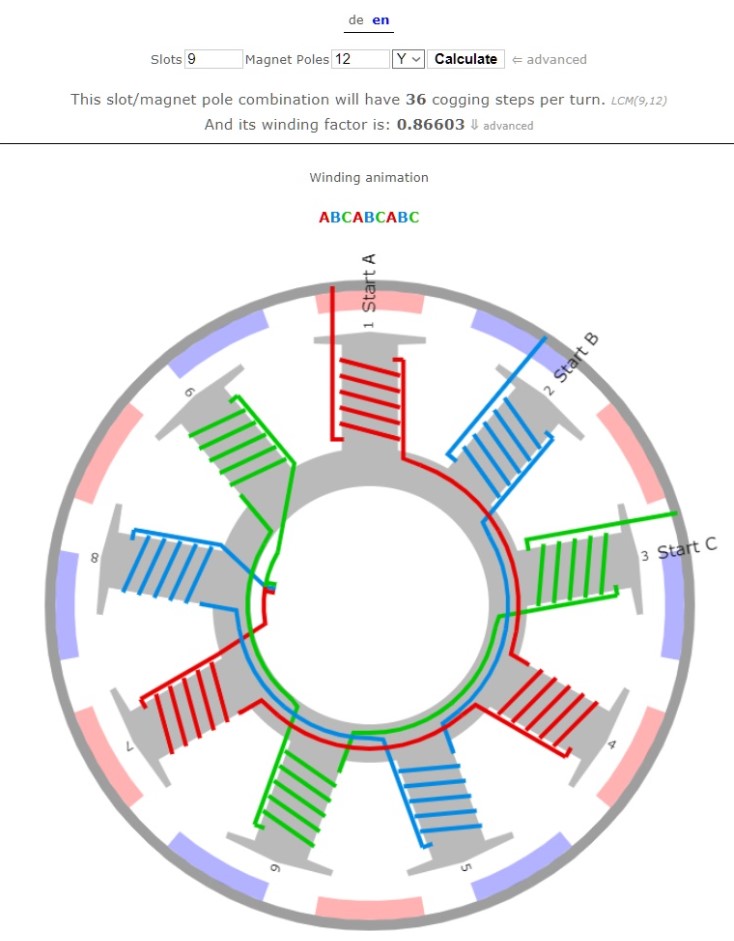 de en
Slots 9 Magnet Poles 12 Y Calculate ⇐ advanced
This slot/magnet pole combination will have 36 cogging steps per turn. LCM(9,12)
And its winding factor is: 0.86603 ⇓ advanced
Winding animation
ABCABCABC
1 Start A
2 Start B
3 Start C
4
5
6
7
8
9